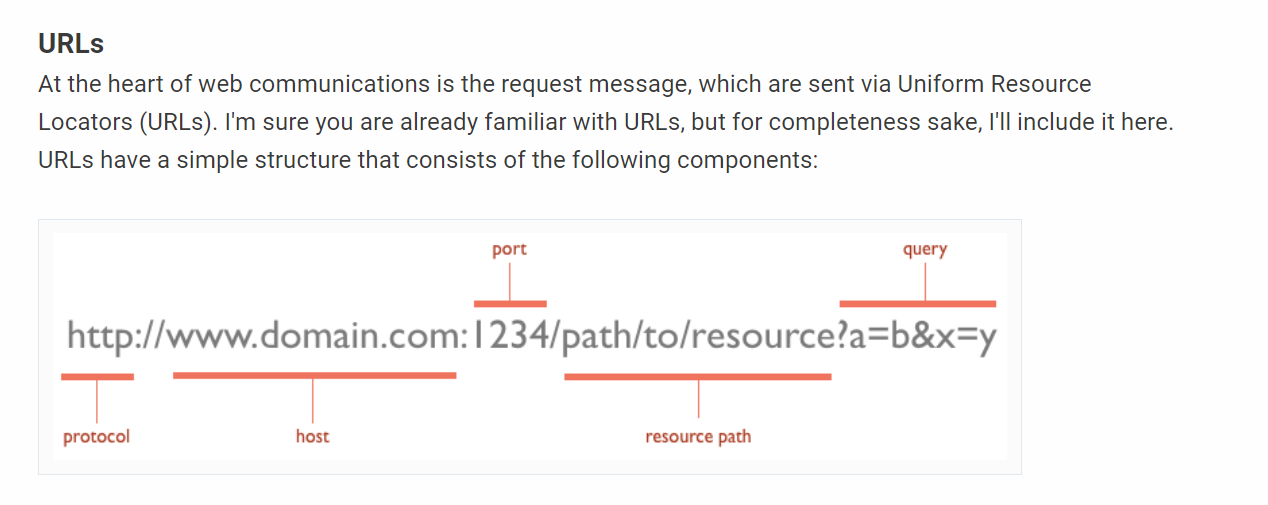 URLs
At the heart of web communications is the request message, which are sent via Uniform Resource
Locators (URLs). I'm sure you are already familiar with URLs, but for completeness sake, I'll include it here.
URLs have a simple structure that consists of the following components:
port query
http://www.domain.com:1234/path/to/resource?a=b&x=y
protocol host resource path